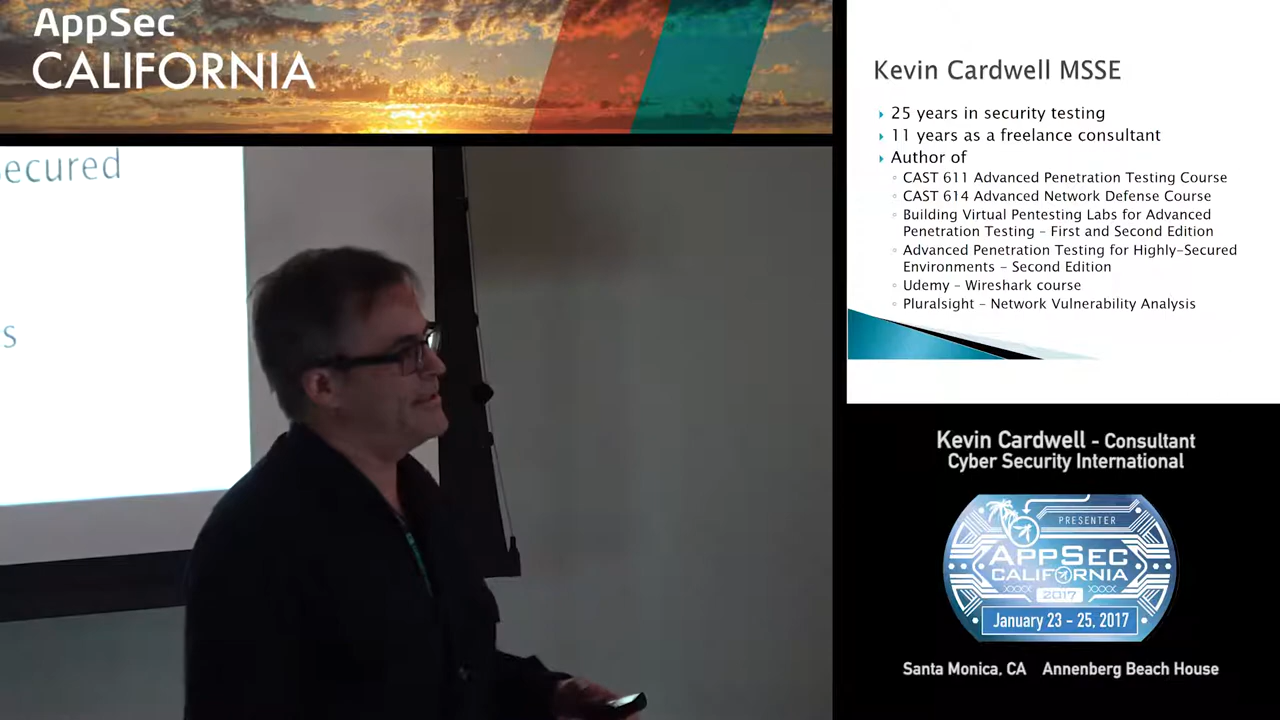 AppSec
CALIFORNIA
ecured
s
Kevin Cardwell MSSE
25 years in security testing
11 years as a freelance consultant
Author of
CAST 611 Advanced Penetration Testing Course
CAST 614 Advanced Network Defense Course
Building Virtual Pentesting Labs for Advanced
Penetration Testing – First and Second Edition
Advanced Penetration Testing for Highly-Secured
Environments – Second Edition
Udemy – Wireshark course
Pluralsight – Network Vulnerability Analysis
Kevin Cardwell - Consultant
Cyber Security International
PRESENTER
APPSEC
CALIFORNIA
XXXX 2017 XXXX
January 23 - 25, 2017
Santa Monica, CA Annenberg Beach House